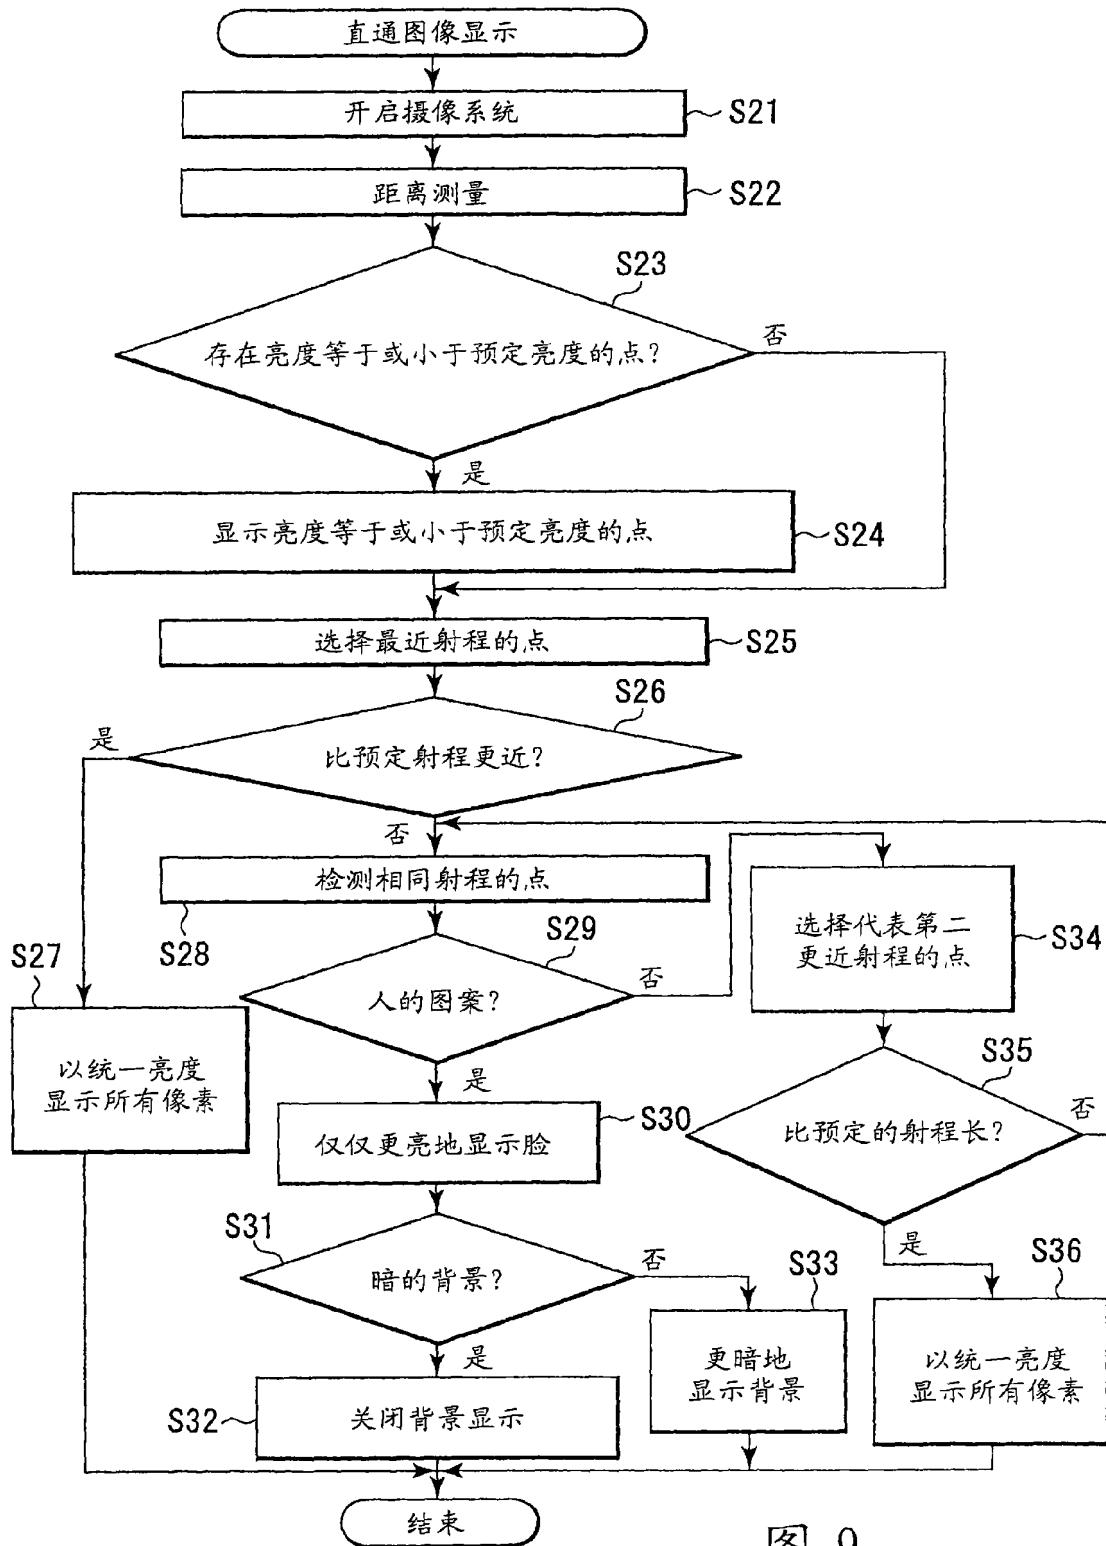 直通图像显示
开启摄像系统
S21
距离测量
S22
S23
存在亮度等于或小于预定亮度的点?
否
是
显示亮度等于或小于预定亮度的点
S24
选择最近射程的点
S25
S26
是
比预定射程更近?
否
检测相同射程的点
S28
S29
人的图案?
否
选择代表第二
更近射程的点
S34
S27
以统一亮度
显示所有像素
是
仅仅更亮地显示脸
S30
S35
比预定的射程长?
否
S31
暗的背景?
否
S33
更暗地
显示背景
是
S36
以统一亮度
显示所有像素
是
S32
关闭背景显示
结束
图 9